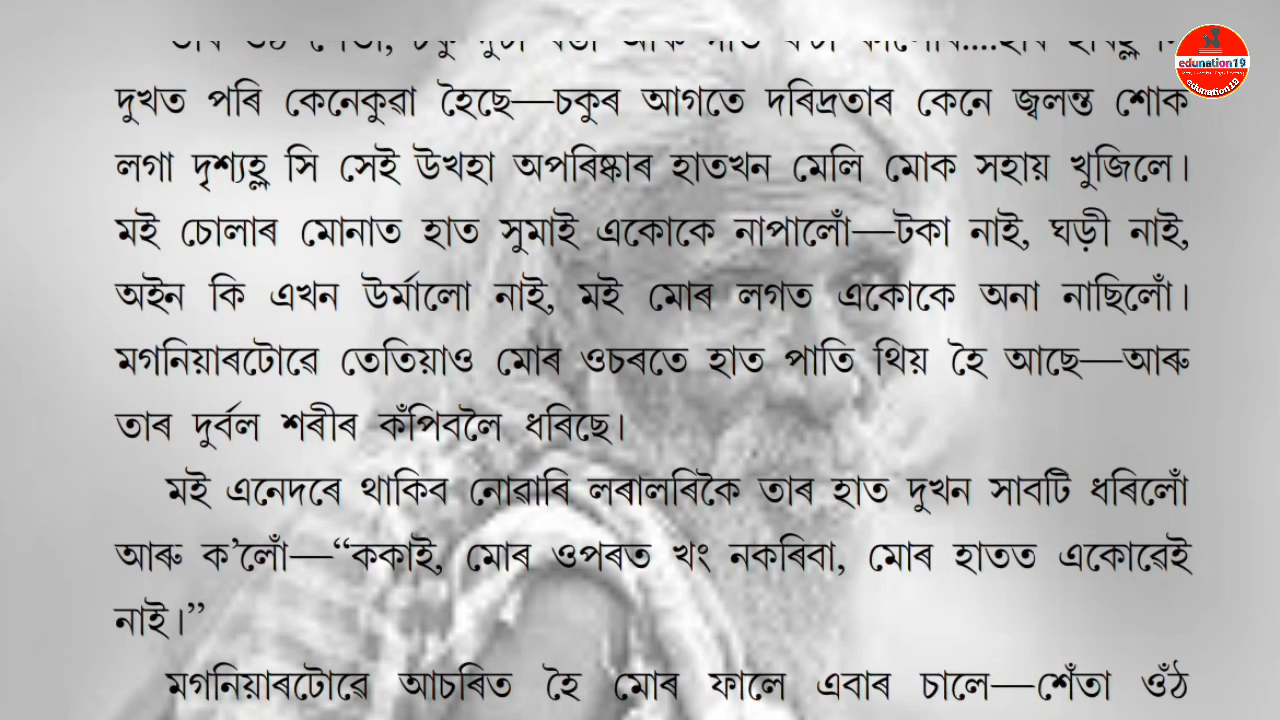 দুখত পৰি কেনেকুৱা হৈছে—চকুৰ আগতে দৰিদ্ৰতাৰ কেনে জ্বলন্ত শোক
লগা দৃশ্যহ্ল সি সেই উখহা অপৰিষ্কাৰ হাতখন মেলি মোক সহায় খুজিলে।
মই চোলাৰ মোনাত হাত সুমাই একোকে নাপালোঁ—টকা নাই, ঘড়ী নাই,
অইন কি এখন উৰ্মালো নাই, মই মোৰ লগত একোকে অনা নাছিলোঁ।
মগনিয়াৰটোৱে তেতিয়াও মোৰ ওচৰতে হাত পাতি থিয় হৈ আছে—আৰু
তাৰ দুৰ্বল শৰীৰ কঁপিবলৈ ধৰিছে।
মই এনেদৰে থাকিব নোৱাৰি লৰালৰিকৈ তাৰ হাত দুখন সাবটি ধৰিলোঁ
আৰু ক’লোঁ—“ককাই, মোৰ ওপৰত খং নকৰিবা, মোৰ হাতত একোৱেই
নাই।”
মগনিয়াৰটোৱে আচৰিত হৈ মোৰ ফালে এবাৰ চালে—শেঁতা ওঁঠ
edunation19
edunation19